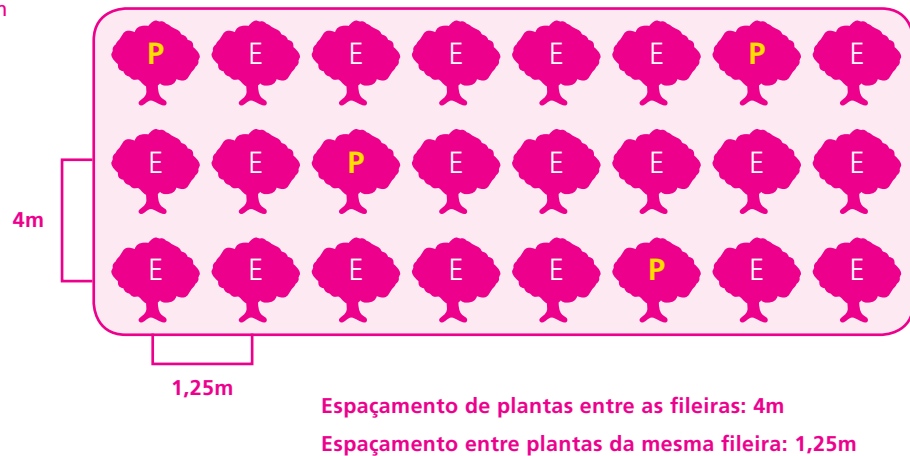 m
P E E E E E P E
E E P E E E E E
4m
E E E E E P E E
1,25m
Espaçamento de plantas entre as fileiras: 4m
Espaçamento entre plantas da mesma fileira: 1,25m